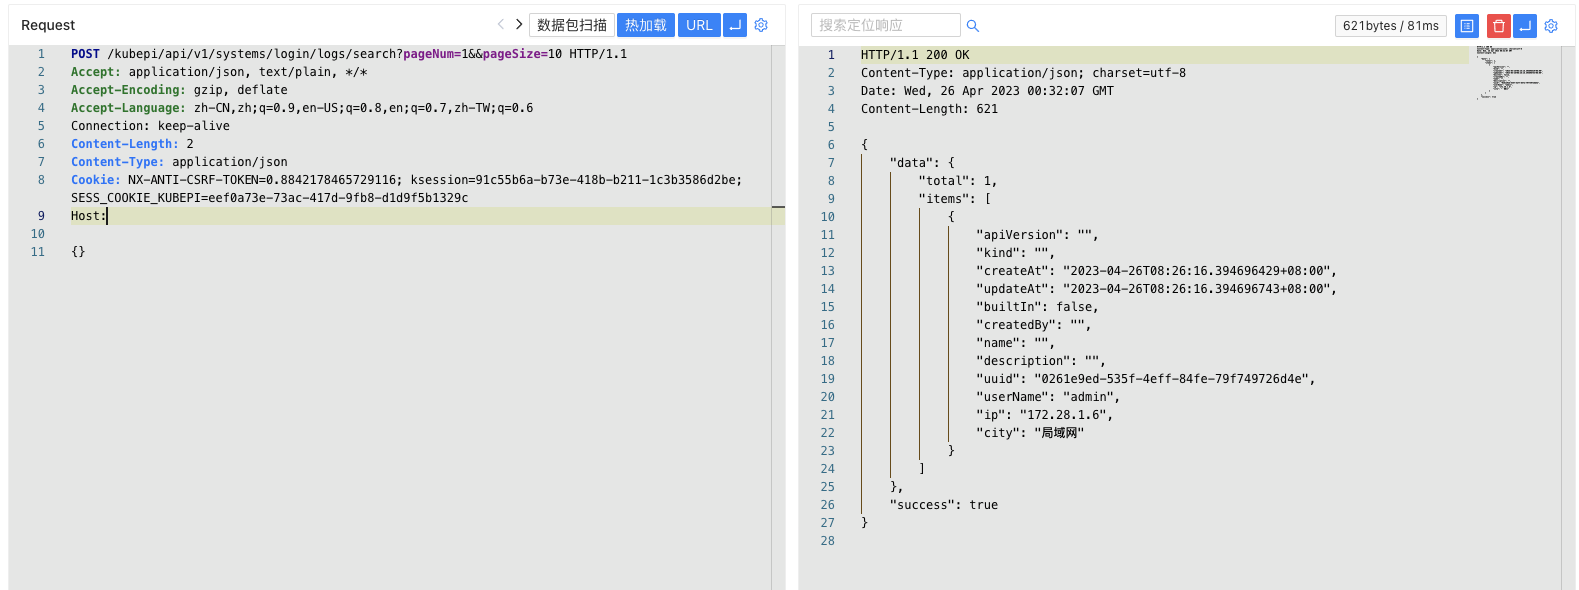 Request
数据包扫描
热加载
URL
1 POST /kubepi/api/v1/systems/login/logs/search?pageNum=1&&pageSize=10 HTTP/1.1
2 Accept: application/json, text/plain, */*
3 Accept-Encoding: gzip, deflate
4 Accept-Language: zh-CN,zh;q=0.9,en-US;q=0.8,en;q=0.7,zh-TW;q=0.6
5 Connection: keep-alive
6 Content-Length: 2
7 Content-Type: application/json
8 Cookie: NX-ANTI-CSRF-TOKEN=0.8842178465729116; ksession=91c55b6a-b73e-418b-b211-1c3b3586d2be;
SESS_COOKIE_KUBEPI=eef0a73e-73ac-417d-9fb8-d1d9f5b1329c
9 Host:
10
11 {}
搜索定位响应
621bytes / 81ms
1 HTTP/1.1 200 OK
2 Content-Type: application/json; charset=utf-8
3 Date: Wed, 26 Apr 2023 00:32:07 GMT
4 Content-Length: 621
5
6 {
7 "data": {
8 "total": 1,
9 "items": [
10 {
11 "apiVersion": "",
12 "kind": "",
13 "createAt": "2023-04-26T08:26:16.394696429+08:00",
14 "updateAt": "2023-04-26T08:26:16.394696743+08:00",
15 "builtIn": false,
16 "createdBy": "",
17 "name": "",
18 "description": "",
19 "uuid": "0261e9ed-535f-4eff-84fe-79f749726d4e",
20 "userName": "admin",
21 "ip": "172.28.1.6",
22 "city": "局域网"
23 }
24 ]
25 },
26 "success": true
27 }
28